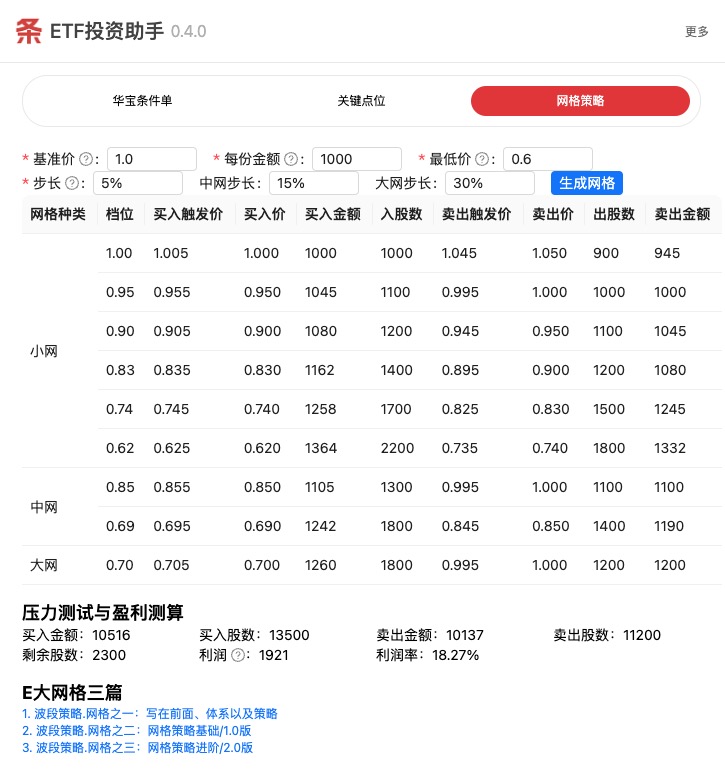 条 ETF投资助手 0.4.0 更多
华宝条件单 关键点位 网格策略
* 基准价 ?： 1.0 * 每份金额 ?： 1000 * 最低价 ?： 0.6
* 步长 ?： 5% 中网步长： 15% 大网步长： 30% 生成网格
网格种类 档位 买入触发价 买入价 买入金额 入股数 卖出触发价 卖出价 出股数 卖出金额
小网
1.00 1.005 1.000 1000 1000 1.045 1.050 900 945
0.95 0.955 0.950 1045 1100 0.995 1.000 1000 1000
0.90 0.905 0.900 1080 1200 0.945 0.950 1100 1045
0.83 0.835 0.830 1162 1400 0.895 0.900 1200 1080
0.74 0.745 0.740 1258 1700 0.825 0.830 1500 1245
0.62 0.625 0.620 1364 2200 0.735 0.740 1800 1332
中网
0.85 0.855 0.850 1105 1300 0.995 1.000 1100 1100
0.69 0.695 0.690 1242 1800 0.845 0.850 1400 1190
大网 0.70 0.705 0.700 1260 1800 0.995 1.000 1200 1200
压力测试与盈利测算
买入金额：10516 买入股数：13500 卖出金额：10137 卖出股数：11200
剩余股数：2300 利润 ?：1921 利润率：18.27%
E大网格三篇
1. 波段策略.网格之一：写在前面、体系以及策略
2. 波段策略.网格之二：网格策略基础/1.0版
3. 波段策略.网格之三：网格策略进阶/2.0版